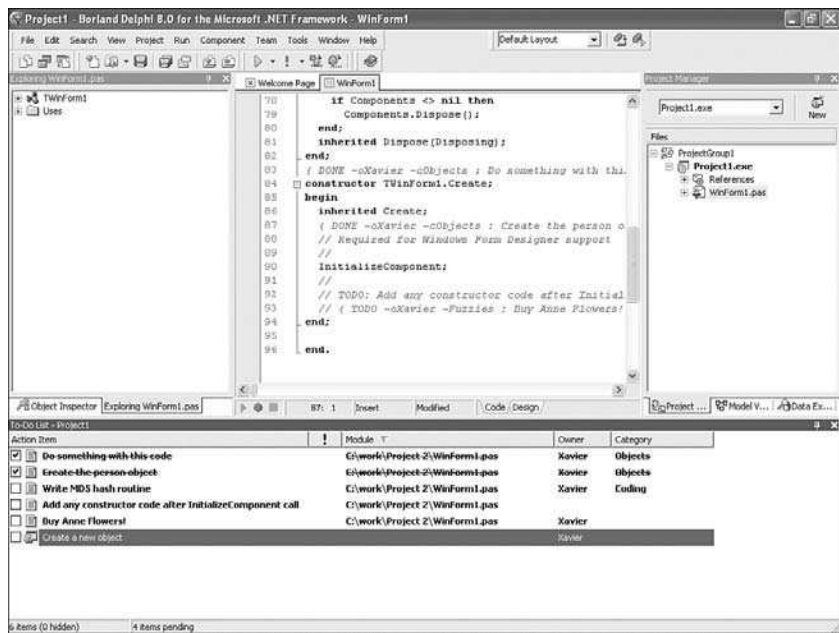 Project1 - Borland Delphi 8.0 for the Microsoft .NET Framework - WinForm1
File Edit Search View Project Run Component Team Tools Window Help
Default Layout
Exploring WinForm1.pas
TWinForm1
Uses
Welcome Page WinForm1
78 if Components <> nil then
79 Components.Dispose();
80 end;
81 inherited Dispose(Disposing);
82 end;
83 { DONE -oXavier -cObjects : Do something with thi
84 constructor TWinForm1.Create;
85 begin
86 inherited Create;
87 { DONE -oXavier -cObjects : Create the person o
88 // Required for Windows Form Designer support
89 //
90 InitializeComponent;
91 //
92 // TODO: Add any constructor code after Initial
93 // { TODO -oXavier -Fuzzies : Buy Anne Flowers!
94 end;
95
96 end.
87: 1 Insert Modified Code Design
Object Inspector Exploring WinForm1.pas
Project Manager
Project1.exe
New
Files
ProjectGroup1
Project1.exe
References
WinForm1.pas
Project ... Model V... Data Ex...
To-Do List - Project1
Action Item ! Module Owner Category
Do something with this code C:\work\Project 2\WinForm1.pas Xavier Objects
Create the person object C:\work\Project 2\WinForm1.pas Xavier Objects
Write MD5 hash routine C:\work\Project 2\WinForm1.pas Xavier Coding
Add any constructor code after InitializeComponent call C:\work\Project 2\WinForm1.pas
Buy Anne Flowers! C:\work\Project 2\WinForm1.pas Xavier
Create a new object Xavier
6 items (0 hidden) 4 items pending